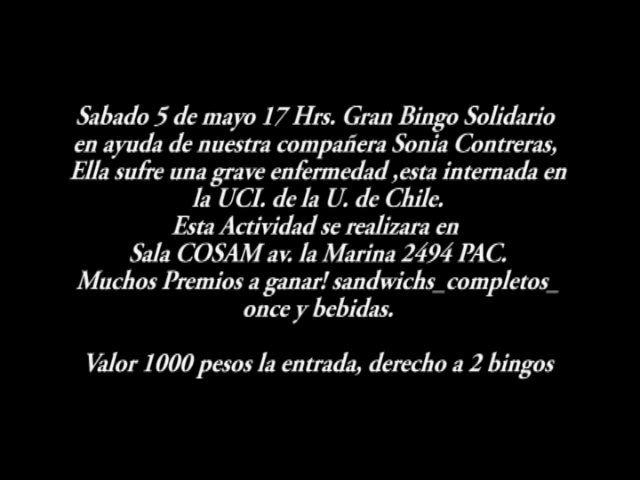 Sabado 5 de mayo 17 Hrs. Gran Bingo Solidario
en ayuda de nuestra compañera Sonia Contreras,
Ella sufre una grave enfermedad ,esta internada en
la UCI. de la U. de Chile.
Esta Actividad se realizara en
Sala COSAM av. la Marina 2494 PAC.
Muchos Premios a ganar! sandwichs_completos_
once y bebidas.
Valor 1000 pesos la entrada, derecho a 2 bingos